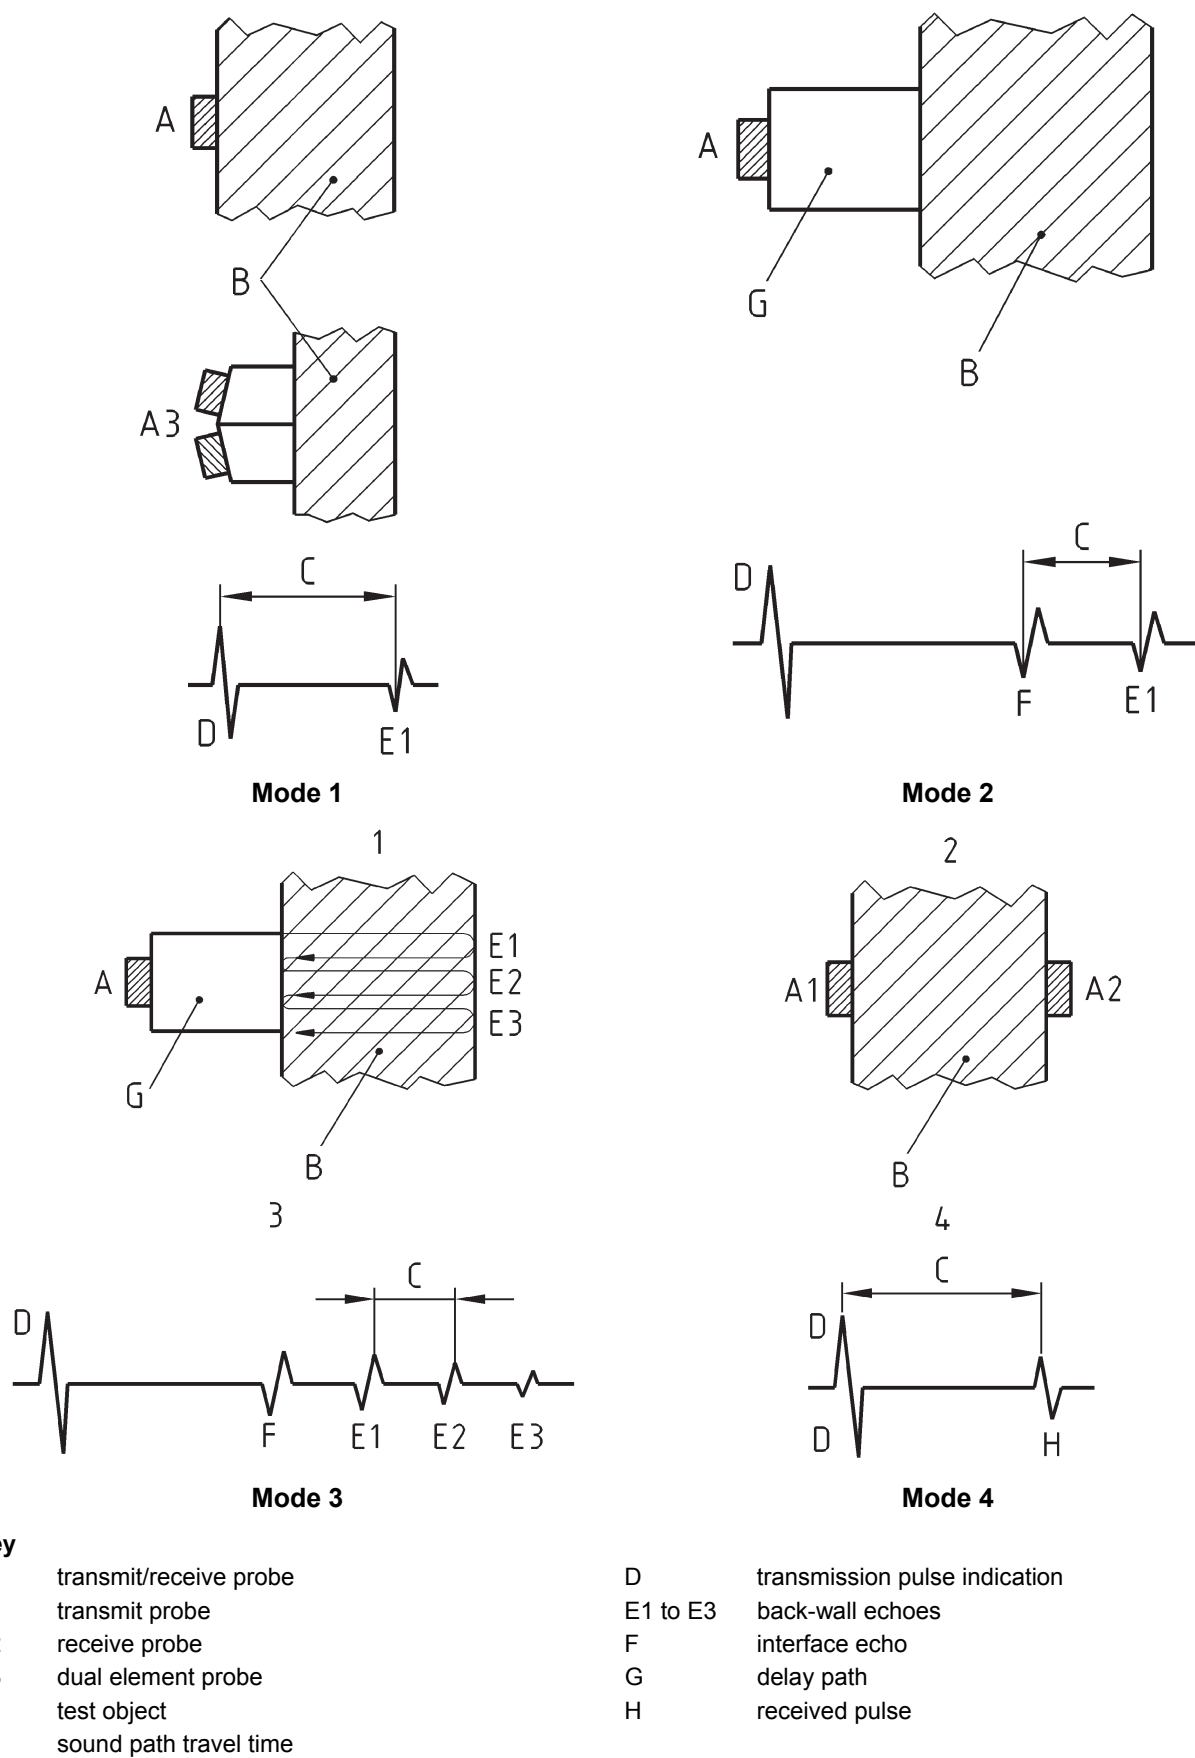 A
B
A3
C
D
E1
Mode 1
A
G
B
C
D
F
E1
Mode 2
1
A
E1
E2
E3
G
B
3
C
D
F
E1
E2
E3
Mode 3
2
A1
A2
B
4
C
D
D
H
Mode 4
ey
transmit/receive probe
transmit probe
receive probe
dual element probe
test object
sound path travel time
D transmission pulse indication
E1 to E3 back-wall echoes
F interface echo
G delay path
H received pulse